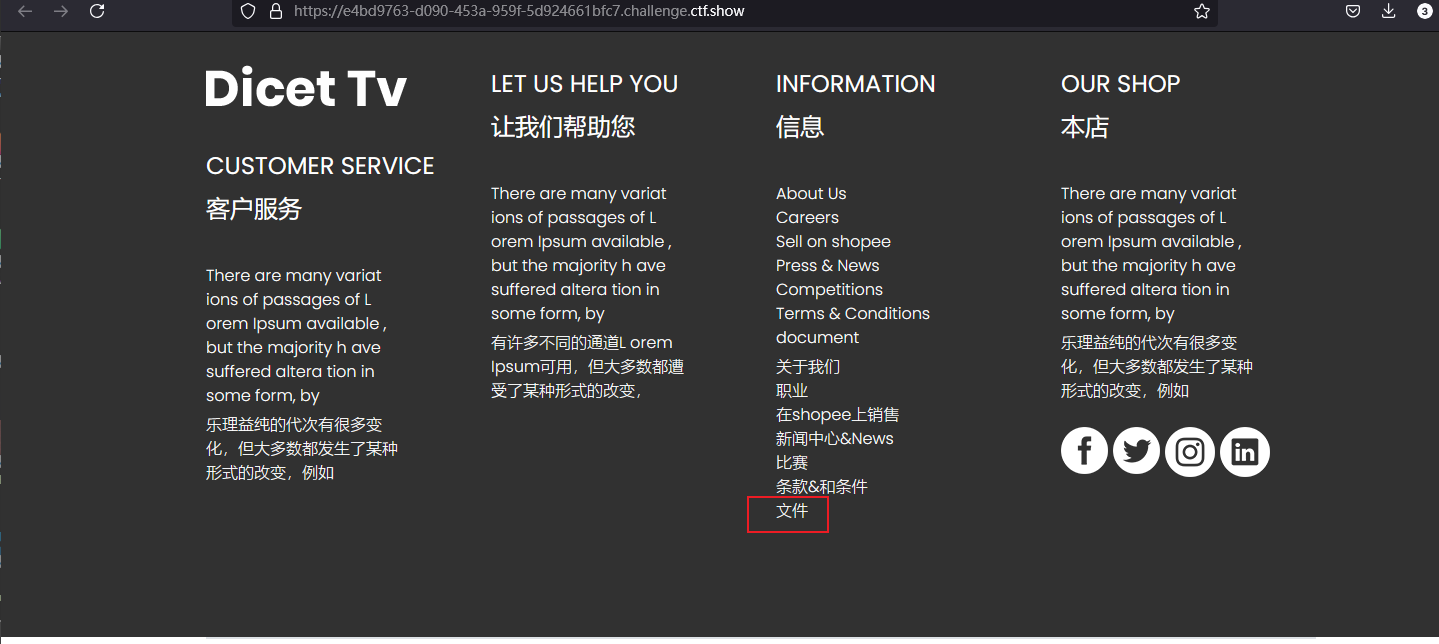 https://e4bd9763-d090-453a-959f-5d924661bfc7.challenge.ctf.show
3
Dicet Tv
CUSTOMER SERVICE
客户服务
There are many variat
ions of passages of L
orem Ipsum available ,
but the majority h ave
suffered altera tion in
some form, by
乐理益纯的代次有很多变
化，但大多数都发生了某种
形式的改变，例如
LET US HELP YOU
让我们帮助您
There are many variat
ions of passages of L
orem Ipsum available ,
but the majority h ave
suffered altera tion in
some form, by
有许多不同的通道L orem
Ipsum可用，但大多数都遭
受了某种形式的改变，
INFORMATION
信息
About Us
Careers
Sell on shopee
Press & News
Competitions
Terms & Conditions
document
关于我们
职业
在shopee上销售
新闻中心&News
比赛
条款&和条件
文件
OUR SHOP
本店
There are many variat
ions of passages of L
orem Ipsum available ,
but the majority h ave
suffered altera tion in
some form, by
乐理益纯的代次有很多变
化，但大多数都发生了某种
形式的改变，例如